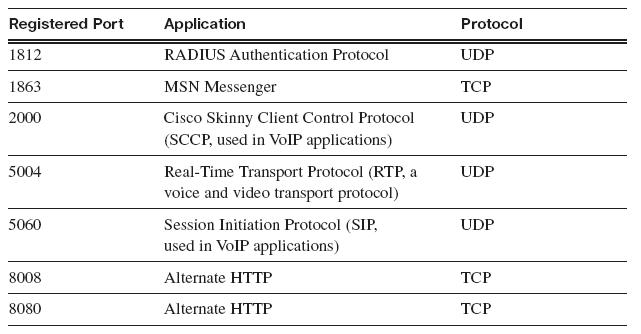 Registered Port Application Protocol
1812 RADIUS Authentication Protocol UDP
1863 MSN Messenger TCP
2000 Cisco Skinny Client Control Protocol UDP
(SCCP, used in VoIP applications)
5004 Real-Time Transport Protocol (RTP, a UDP
voice and video transport protocol)
5060 Session Initiation Protocol (SIP, UDP
used in VoIP applications)
8008 Alternate HTTP TCP
8080 Alternate HTTP TCP